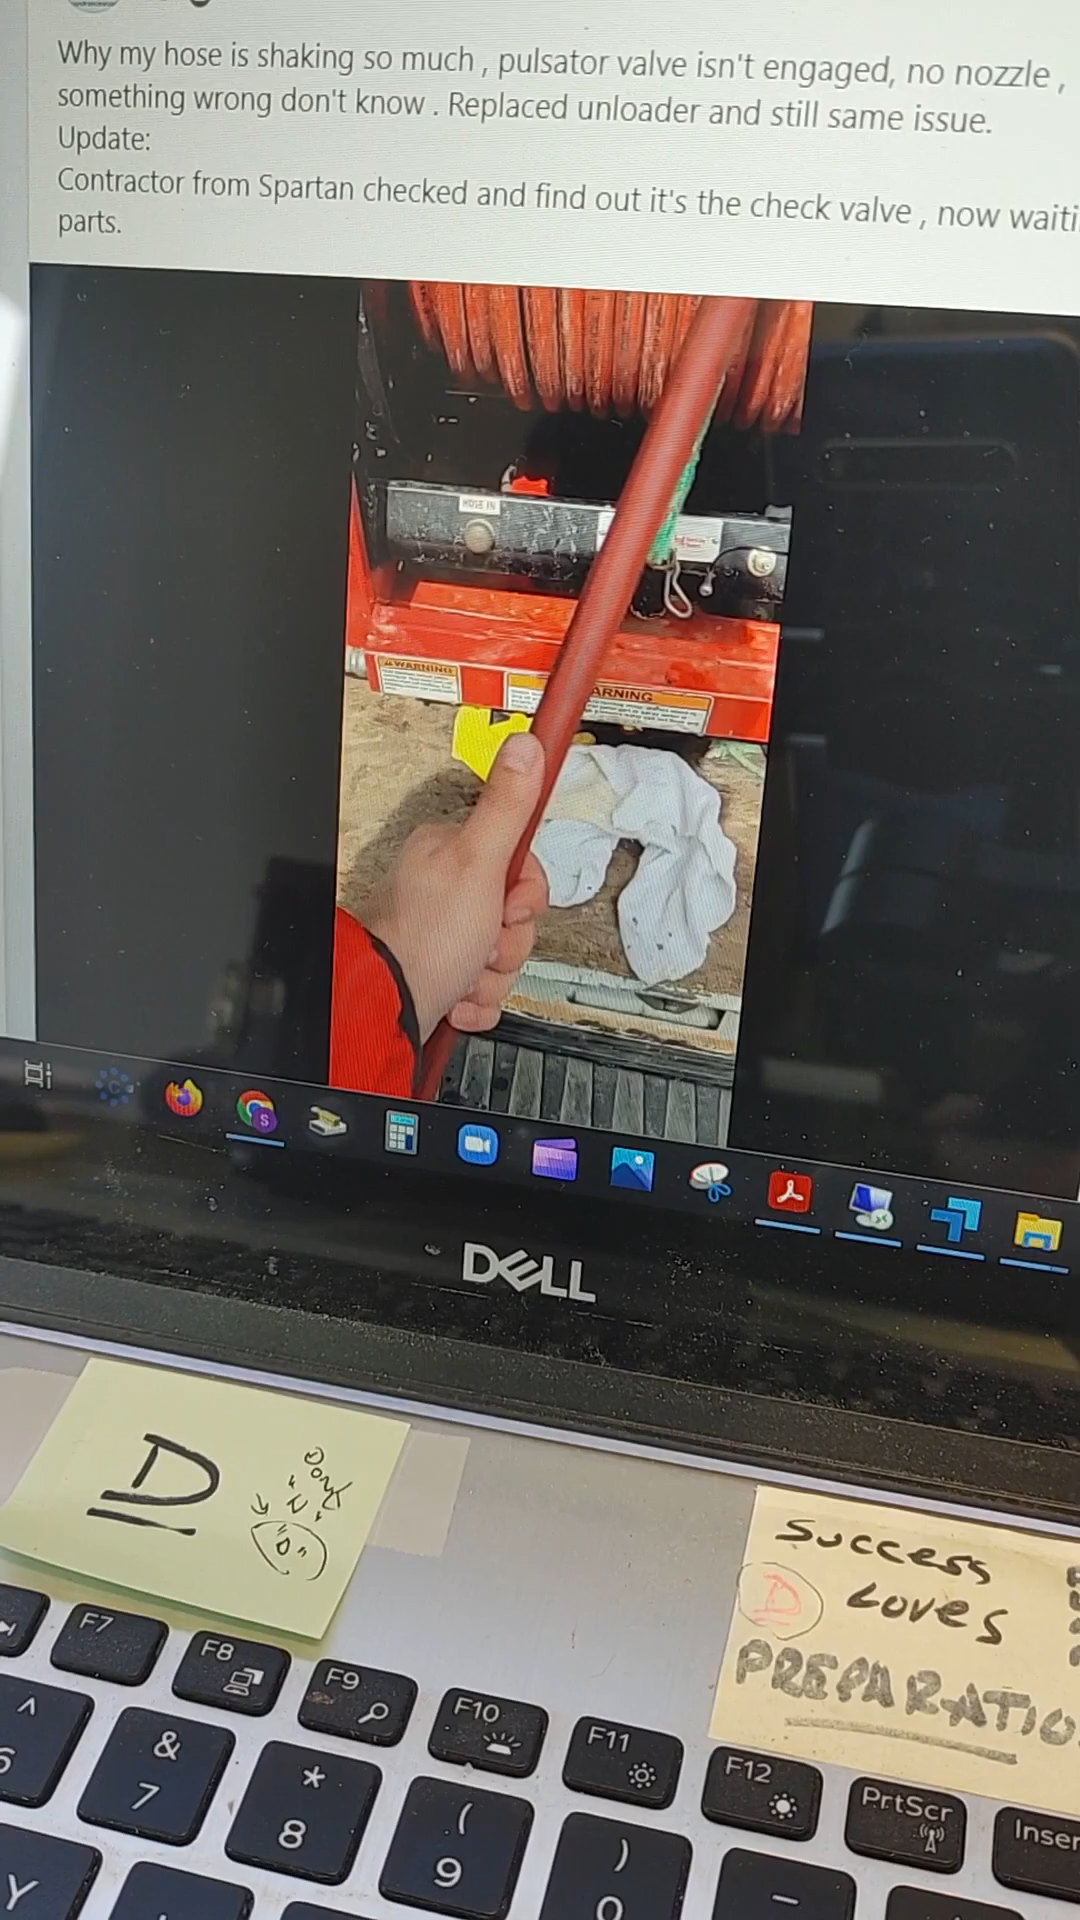 Why my hose is shaking so much , pulsator valve isn't engaged, no nozzle ,
something wrong don't know . Replaced unloader and still same issue.
Update:
Contractor from Spartan checked and find out it's the check valve , now
parts.
HOSE IN
WARNING
ARNING
S
DELL
D
Don't
"D"
SUCCESS
D LOVES
PREPARATIO
F7
F8
F9
F10
F11
F12
PrtScr
Inser
^
6
&
7
*
8
(
9
)
0
-
Y